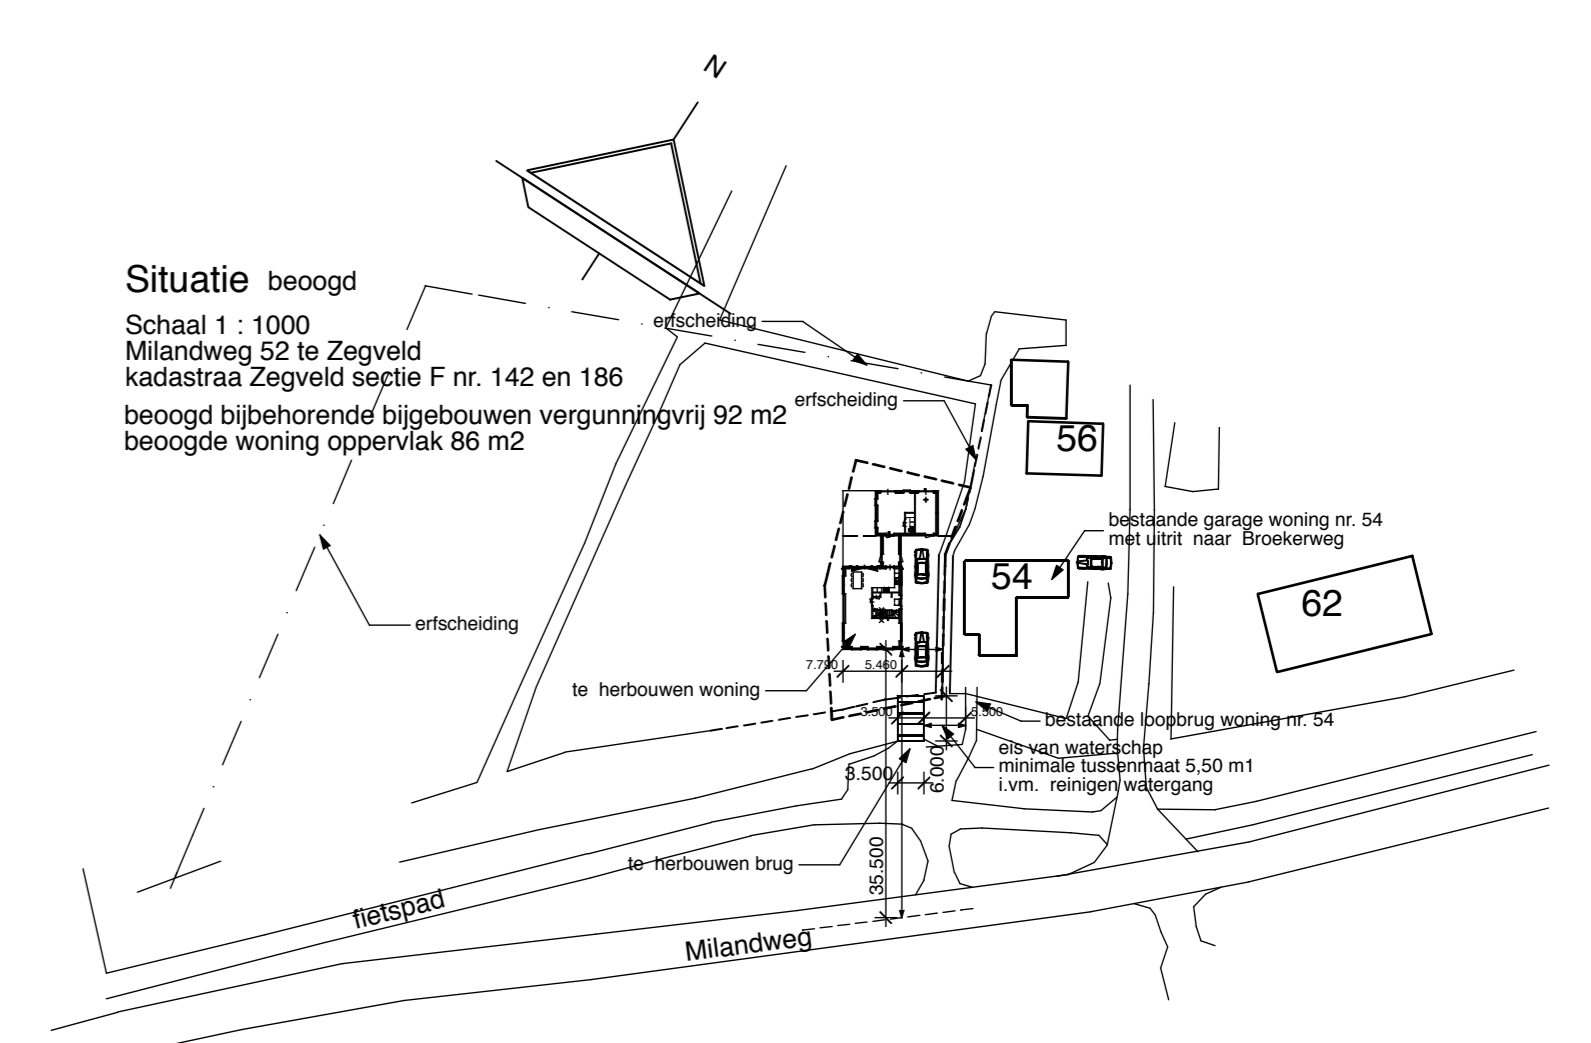 N
Situatie beoogd
Schaal 1 : 1000
Milandweg 52 te Zegveld
kadastraa Zegveld sectie F nr. 142 en 186
beoogd bijbehorende bijgebouwen vergunningvrij 92 m2
beoogde woning oppervlak 86 m2
erfscheiding
erfscheiding
56
bestaande garage woning nr. 54
met uitrit naar Broekerweg
54
62
erfscheiding
7.790
5.460
te herbouwen woning
3.500
5.500
bestaande loopbrug woning nr. 54
eis van waterschap
minimale tussenmaat 5,50 m1
i.vm. reinigen watergang
3.500
6.000
te herbouwen brug
35.500
fietspad
Milandweg